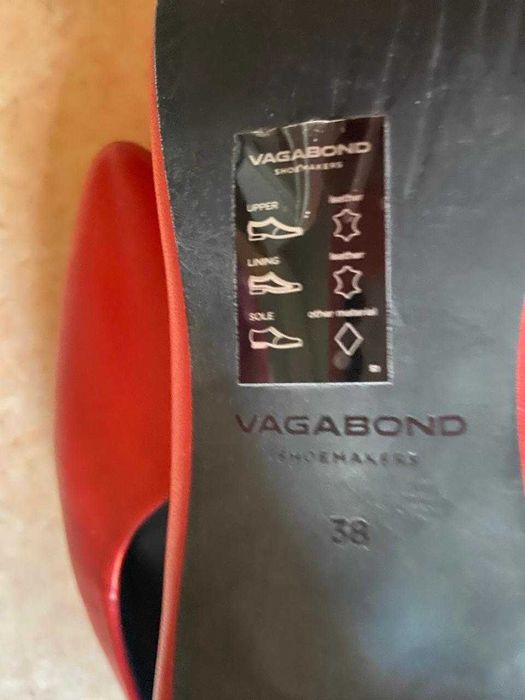 VAGABOND
SHOEMAKERS
UPPER leather
LINING leather
SOLE other material
VAGABOND
SHOEMAKERS
38